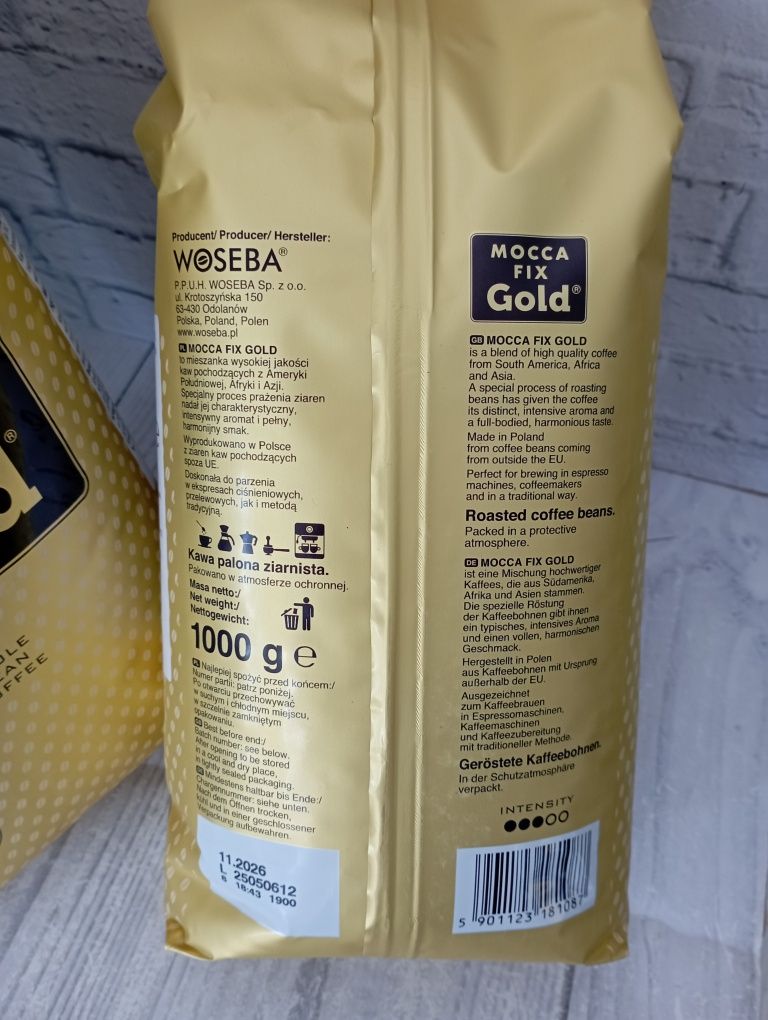 Producent/ Producer/ Hersteller:
WOSEBA®
P.P.U.H. WOSEBA Sp. z o.o.
ul. Krotoszyńska 150
63-430 Odolanów
Polska, Poland, Polen
www.woseba.pl
PL MOCCA FIX GOLD
to mieszanka wysokiej jakości
kaw pochodzących z Ameryki
Południowej, Afryki i Azji.
Specjalny proces prażenia ziaren
nadał jej charakterystyczny,
intensywny aromat i pełny,
harmonijny smak.
Wyprodukowano w Polsce
z ziaren kaw pochodzących
spoza UE.
Doskonała do parzenia
w ekspresach ciśnieniowych,
przelewowych, jak i metodą
tradycyjną.
Kawa palona ziarnista.
Pakowano w atmosferze ochronnej.
Masa netto:/
Net weight:/
Nettogewicht:
1000 g e
PL Najlepiej spożyć przed końcem:/
Numer partii: patrz poniżej.
Po otwarciu przechowywać
w suchym i chłodnym miejscu,
w szczelnie zamkniętym
opakowaniu.
GB Best before end:/
Batch number: see below.
After opening to be stored
in a cool and dry place,
in tightly sealed packaging.
DE Mindestens haltbar bis Ende:/
Chargennummer: siehe unten.
Nach dem Öffnen trocken,
kühl und in einer geschlossener
Verpackung aufbewahren.
11.2026
L 25050612
6 16:43 1900
MOCCA
FIX
Gold®
GB MOCCA FIX GOLD
is a blend of high quality coffee
from South America, Africa
and Asia.
A special process of roasting
beans has given the coffee
its distinct, intensive aroma and
a full-bodied, harmonious taste.
Made in Poland
from coffee beans coming
from outside the EU.
Perfect for brewing in espresso
machines, coffeemakers
and in a traditional way.
Roasted coffee beans.
Packed in a protective
atmosphere.
DE MOCCA FIX GOLD
ist eine Mischung hochwertiger
Kaffees, die aus Südamerika,
Afrika und Asien stammen.
Die spezielle Röstung
der Kaffeebohnen gibt ihnen
ein typisches, intensives Aroma
und einen vollen, harmonischen
Geschmack.
Hergestellt in Polen
aus Kaffeebohnen mit Ursprung
außerhalb der EU.
Ausgezeichnet
zum Kaffeebrauen
in Espressomaschinen,
Kaffeemaschinen
und Kaffeezubereitung
mit traditioneller Methode.
Geröstete Kaffeebohnen.
In der Schutzatmosphäre
verpackt.
INTENSITY
5 901123 181087
d®